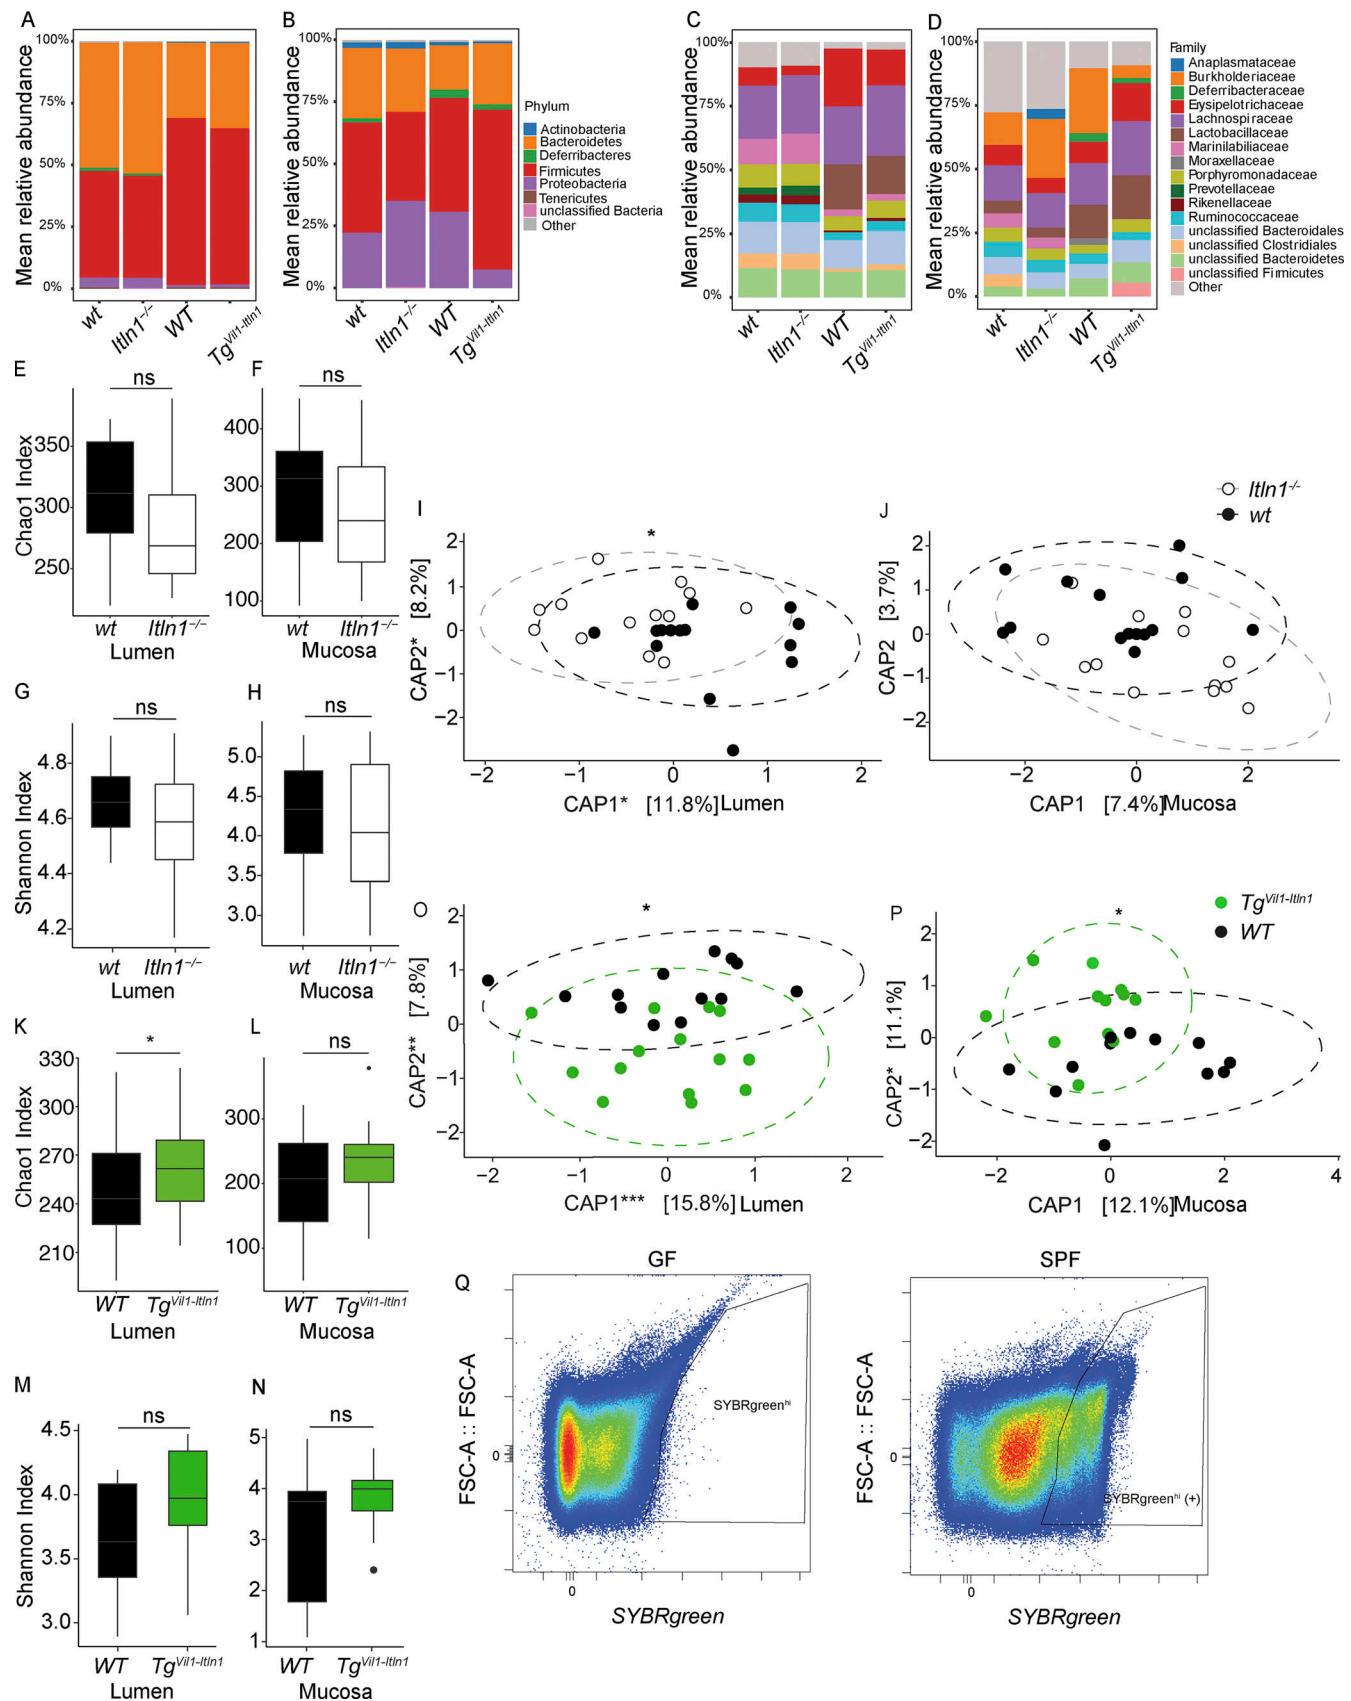 A
Mean relative abundance
100%
75%
50%
25%
0%
wt
Itln1–/–
WT
TgVil1-Itln1
B
Mean relative abundance
100%
75%
50%
25%
0%
wt
Itln1–/–
WT
TgVil1-Itln1
Phylum
Actinobacteria
Bacteroidetes
Deferribacteres
Firmicutes
Proteobacteria
Tenericutes
unclassified Bacteria
Other
C
Mean relative abundance
100%
75%
50%
25%
0%
wt
Itln1–/–
WT
TgVil1-Itln1
D
Mean relative abundance
100%
75%
50%
25%
0%
wt
Itln1–/–
WT
TgVil1-Itln1
Family
Anaplasmataceae
Burkholderiaceae
Deferribacteraceae
Erysipelotrichaceae
Lachnospiraceae
Lactobacillaceae
Marinilabiliaceae
Moraxellaceae
Porphyromonadaceae
Prevotellaceae
Rikenellaceae
Ruminococcaceae
unclassified Bacteroidales
unclassified Clostridiales
unclassified Bacteroidetes
unclassified Fimicutes
Other
E
ns
Chao1 Index
350
300
250
wt
Itln1–/–
Lumen
F
ns
400
300
200
100
wt
Itln1–/–
Mucosa
G
ns
Shannon Index
4.8
4.6
4.4
4.2
wt
Itln1–/–
Lumen
H
ns
5.0
4.5
4.0
3.5
3.0
wt
Itln1–/–
Mucosa
I
*
CAP2* [8.2%]
2
1
0
−1
−2
−2
−1
0
1
2
CAP1* [11.8%] Lumen
J
Itln1-/-
wt
CAP2 [3.7%]
2
1
0
−1
−2
−2
0
2
CAP1 [7.4%] Mucosa
K
*
Chao1 Index
330
300
270
240
210
WT
TgVil1-Itln1
Lumen
L
ns
300
200
100
WT
TgVil1-Itln1
Mucosa
M
ns
Shannon Index
4.5
4.0
3.5
3.0
WT
TgVil1-Itln1
Lumen
N
ns
5
4
3
2
1
WT
TgVil1-Itln1
Mucosa
O
*
CAP2** [7.8%]
2
1
0
−1
−2
−2
−1
0
1
2
CAP1*** [15.8%] Lumen
P
*
TgVil1-Itln1
WT
CAP2* [11.1%]
2
1
0
−1
−2
−2
0
2
4
CAP1 [12.1%] Mucosa
Q
GF
FSC-A :: FSC-A
0
SYBRgreenhi
0
SYBRgreen
SPF
FSC-A :: FSC-A
0
SYBRgreenhi (+)
0
SYBRgreen